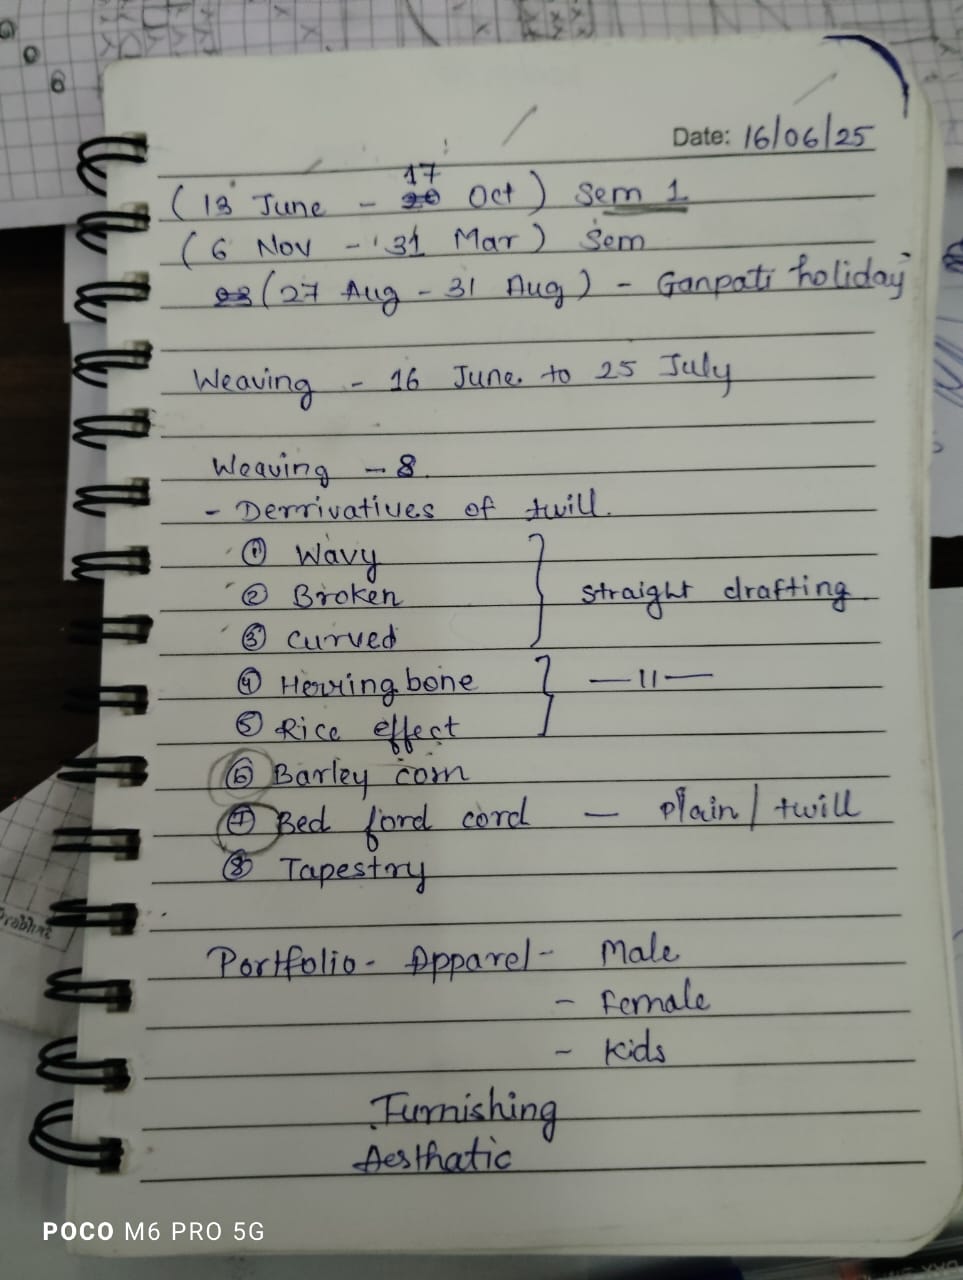 Date: 16/06/25
17
(13 June - Oct) Sem 1
(6 Nov - 31 Mar) Sem
(27 Aug - 31 Aug) - Ganpati holiday
Weaving - 16 June to 25 July
Weaving - 8
- Derrivatives of twill.
① Wavy
② Broken } straight drafting
③ Curved
④ Herring bone } —11—
⑤ Rice effect
⑥ Barley corn
⑦ Bed ford cord — plain / twill
⑧ Tapestry
Portfolio - Apparel - Male
- Female
- Kids
Furnishing
Aesthatic
POCO M6 PRO 5G